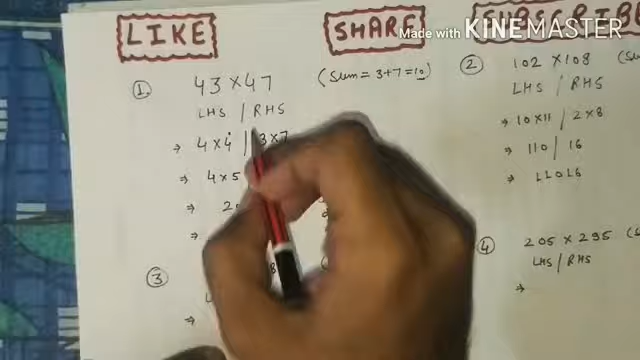 LIKE
SHARE
SUBSCRIBE
Made with KINEMASTER
① 43 × 47 (Sum = 3+7 = 10)
LHS / RHS
⇒ 4 × 4 / 3 × 7
⇒ 4 × 5
⇒
⇒
② 102 × 108
LHS / RHS
⇒ 10 × 11 / 2 × 8
⇒ 110 / 16
⇒ 11016
③
⇒
④ 205 × 295
LHS / RHS
⇒